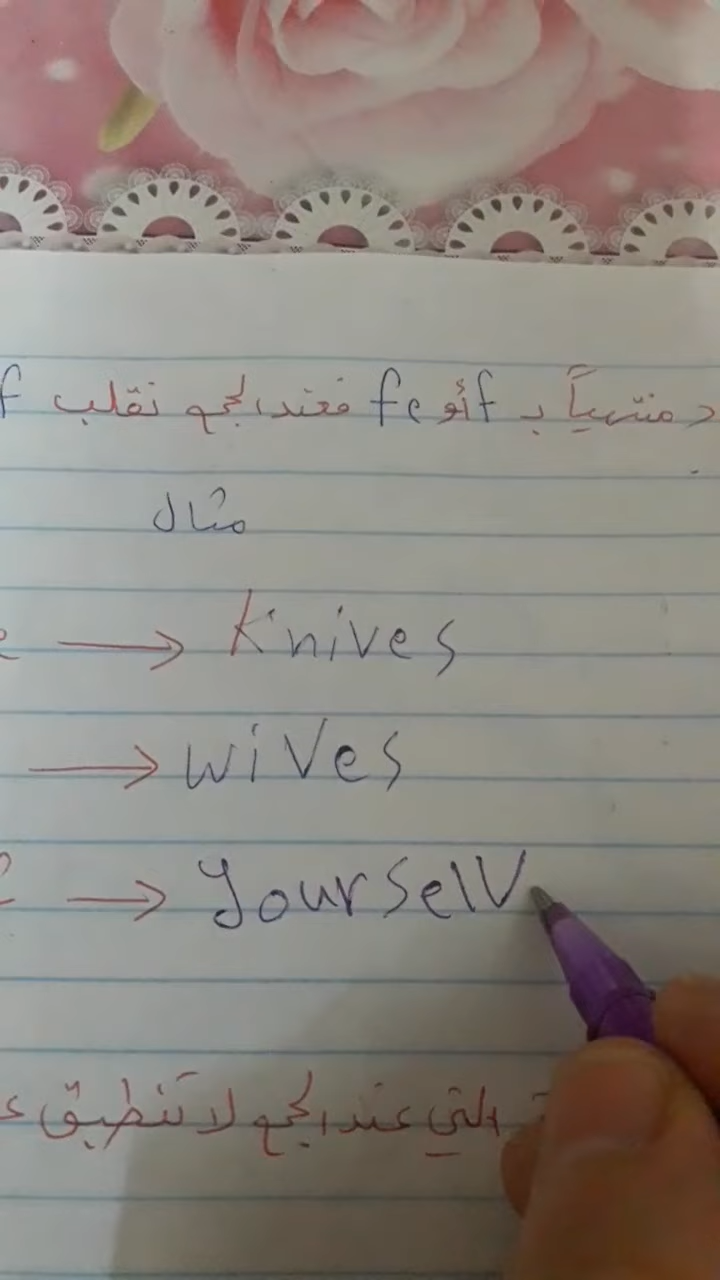 منتهياً بـ f أو fe فعند الجمع نقلب f
مثال
e → Knives
→ wives
→ yourselv
التي عند الجمع لا تنطبق